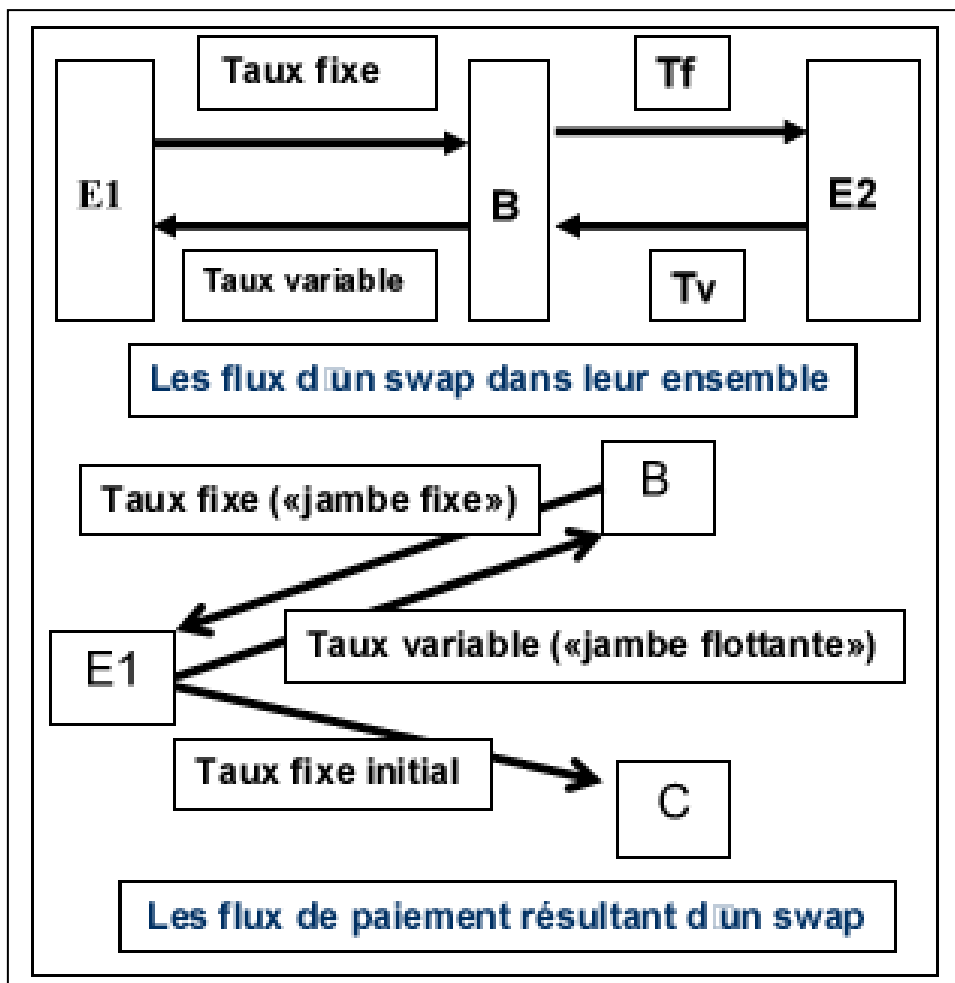 Taux fixe
Tf
E1
B
E2
Taux variable
Tv
Les flux d'un swap dans leur ensemble
Taux fixe («jambe fixe»)
B
Taux variable («jambe flottante»)
E1
Taux fixe initial
C
Les flux de paiement résultant d'un swap